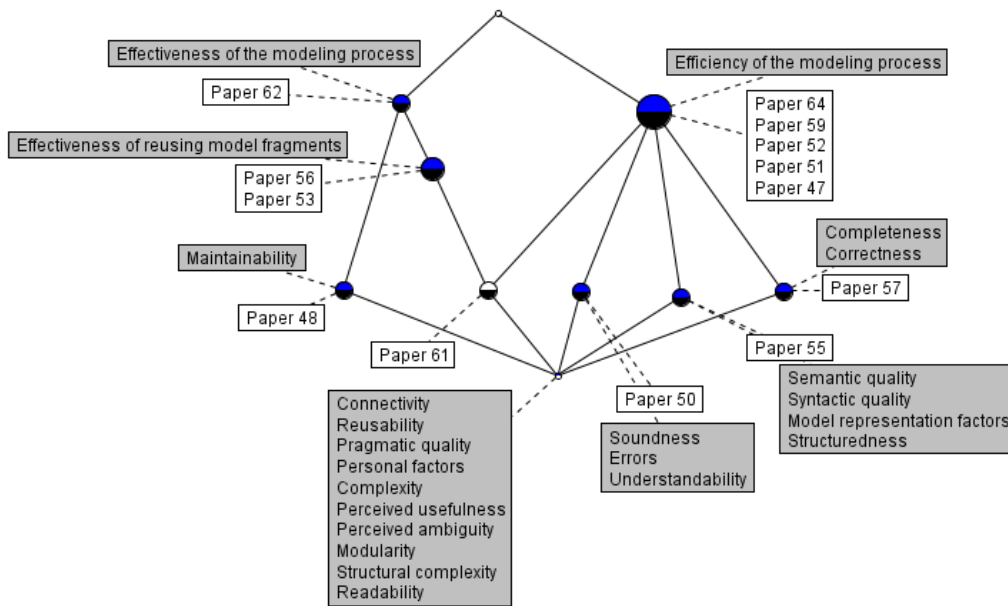 Effectiveness of the modeling process
Efficiency of the modeling process
Paper 62
Paper 64
Paper 59
Paper 52
Paper 51
Paper 47
Effectiveness of reusing model fragments
Paper 56
Paper 53
Completeness
Correctness
Maintainability
Paper 57
Paper 48
Paper 61
Paper 55
Semantic quality
Syntactic quality
Model representation factors
Structuredness
Paper 50
Soundness
Errors
Understandability
Connectivity
Reusability
Pragmatic quality
Personal factors
Complexity
Perceived usefulness
Perceived ambiguity
Modularity
Structural complexity
Readability